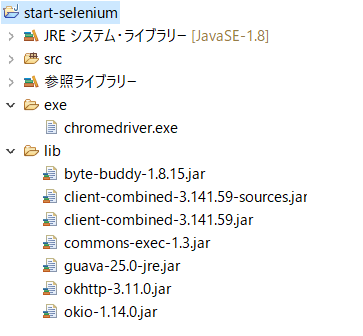 start-selenium
JRE システム・ライブラリー [JavaSE-1.8]
src
参照ライブラリー
exe
chromedriver.exe
lib
byte-buddy-1.8.15.jar
client-combined-3.141.59-sources.jar
client-combined-3.141.59.jar
commons-exec-1.3.jar
guava-25.0-jre.jar
okhttp-3.11.0.jar
okio-1.14.0.jar